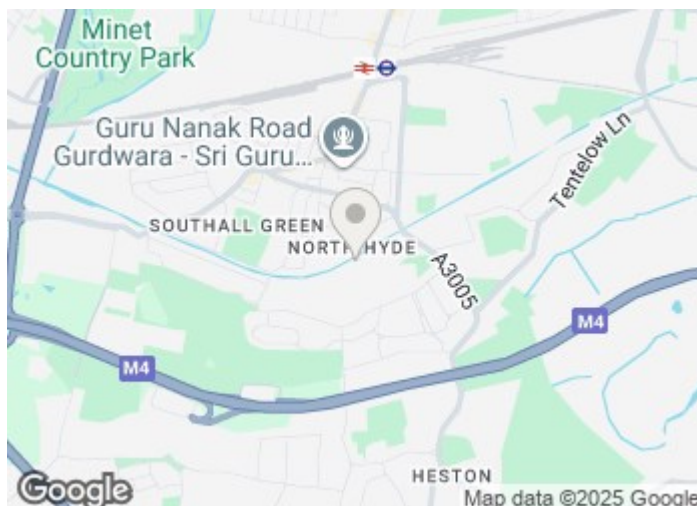 Minet
Country Park
Guru Nanak Road
Gurdwara - Sri Guru...
Tentelow Ln
SOUTHALL GREEN
NORTH HYDE
A3005
M4
M4
HESTON
Google
Map data ©2025 Google